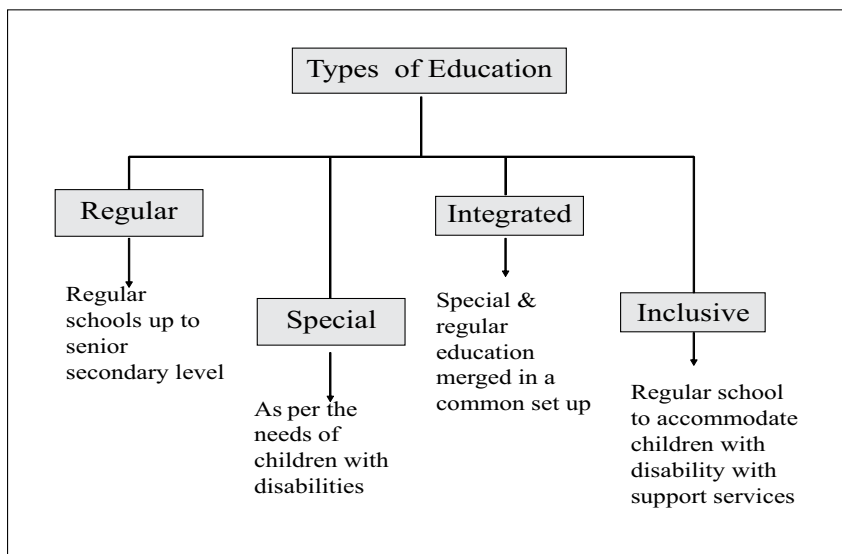 Types of Education
Regular
Regular
schools up to
senior
secondary level
Special
As per the
needs of
children with
disabilities
Integrated
Special &
regular
education
merged in a
common set up
Inclusive
Regular school
to accommodate
children with
disability with
support services